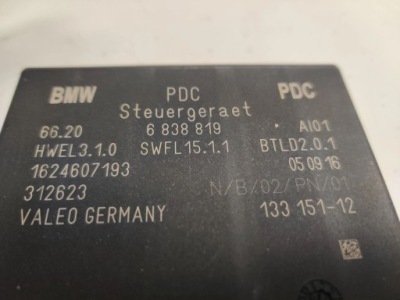 BMW PDC PDC
Steuergeraet
66.20 6 838 819 AI01
HWEL3.1.0 SWFL15.1.1 BTLD2.0.1
1624607193 05.09.16
312623 N/B/02/PN/01
VALEO GERMANY 133 151-12